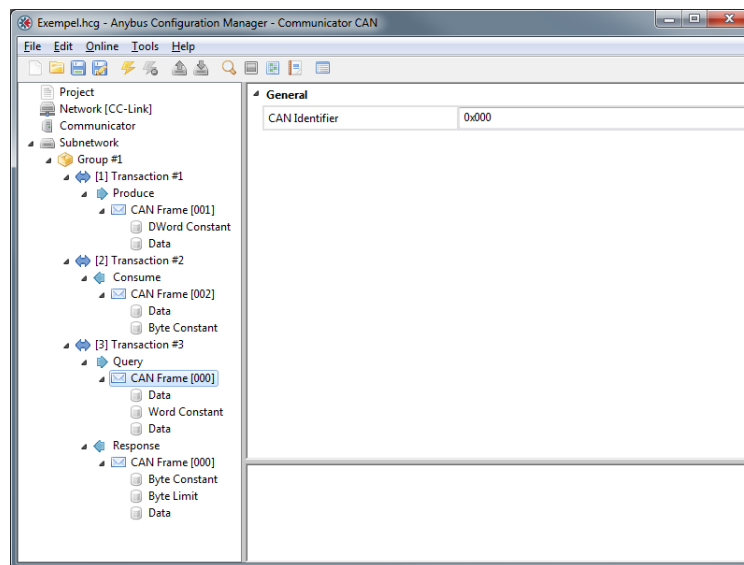 Exempel.hcg - Anybus Configuration Manager - Communicator CAN
File Edit Online Tools Help
Project
Network [CC-Link]
Communicator
Subnetwork
Group #1
[1] Transaction #1
Produce
CAN Frame [001]
DWord Constant
Data
[2] Transaction #2
Consume
CAN Frame [002]
Data
Byte Constant
[3] Transaction #3
Query
CAN Frame [000]
Data
Word Constant
Data
Response
CAN Frame [000]
Byte Constant
Byte Limit
Data
General
CAN Identifier 0x000